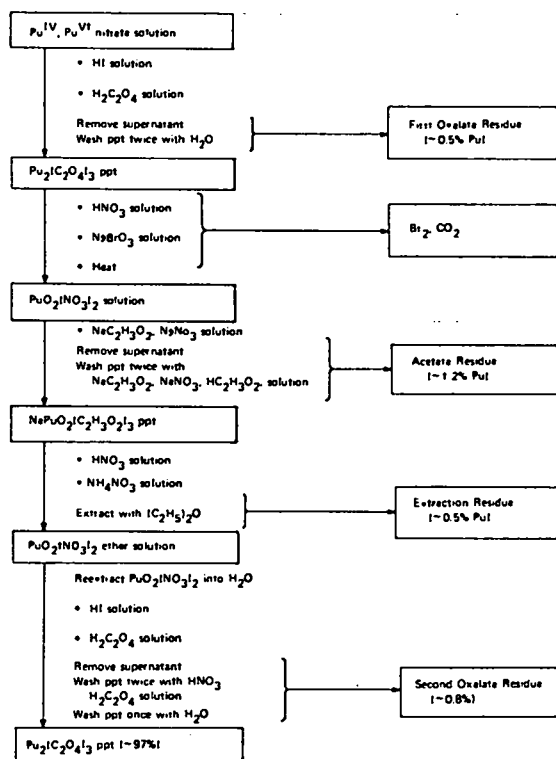 Pu^IV, Pu^VI nitrate solution
• HI solution
• H2C2O4 solution
Remove supernatant
Wash ppt twice with H2O
First Oxalate Residue
(~0.5% Pu)
Pu2(C2O4)3 ppt
• HNO3 solution
• NaBrO3 solution
• Heat
Br2, CO2
PuO2(NO3)2 solution
• NaC2H3O2, NaNo3 solution
Remove supernatant
Wash ppt twice with
NaC2H3O2, NaNO3, HC2H3O2, solution
Acetate Residue
(~1.2% Pu)
NaPuO2(C2H3O2)3 ppt
• HNO3 solution
• NH4NO3 solution
Extract with (C2H5)2O
Extraction Residue
(~0.5% Pu)
PuO2(NO3)2 ether solution
Reextract PuO2(NO3)2 into H2O
• HI solution
• H2C2O4 solution
Remove supernatant
Wash ppt twice with HNO3
H2C2O4 solution
Wash ppt once with H2O
Second Oxalate Residue
(~0.8%)
Pu2(C2O4)3 ppt (~97%)